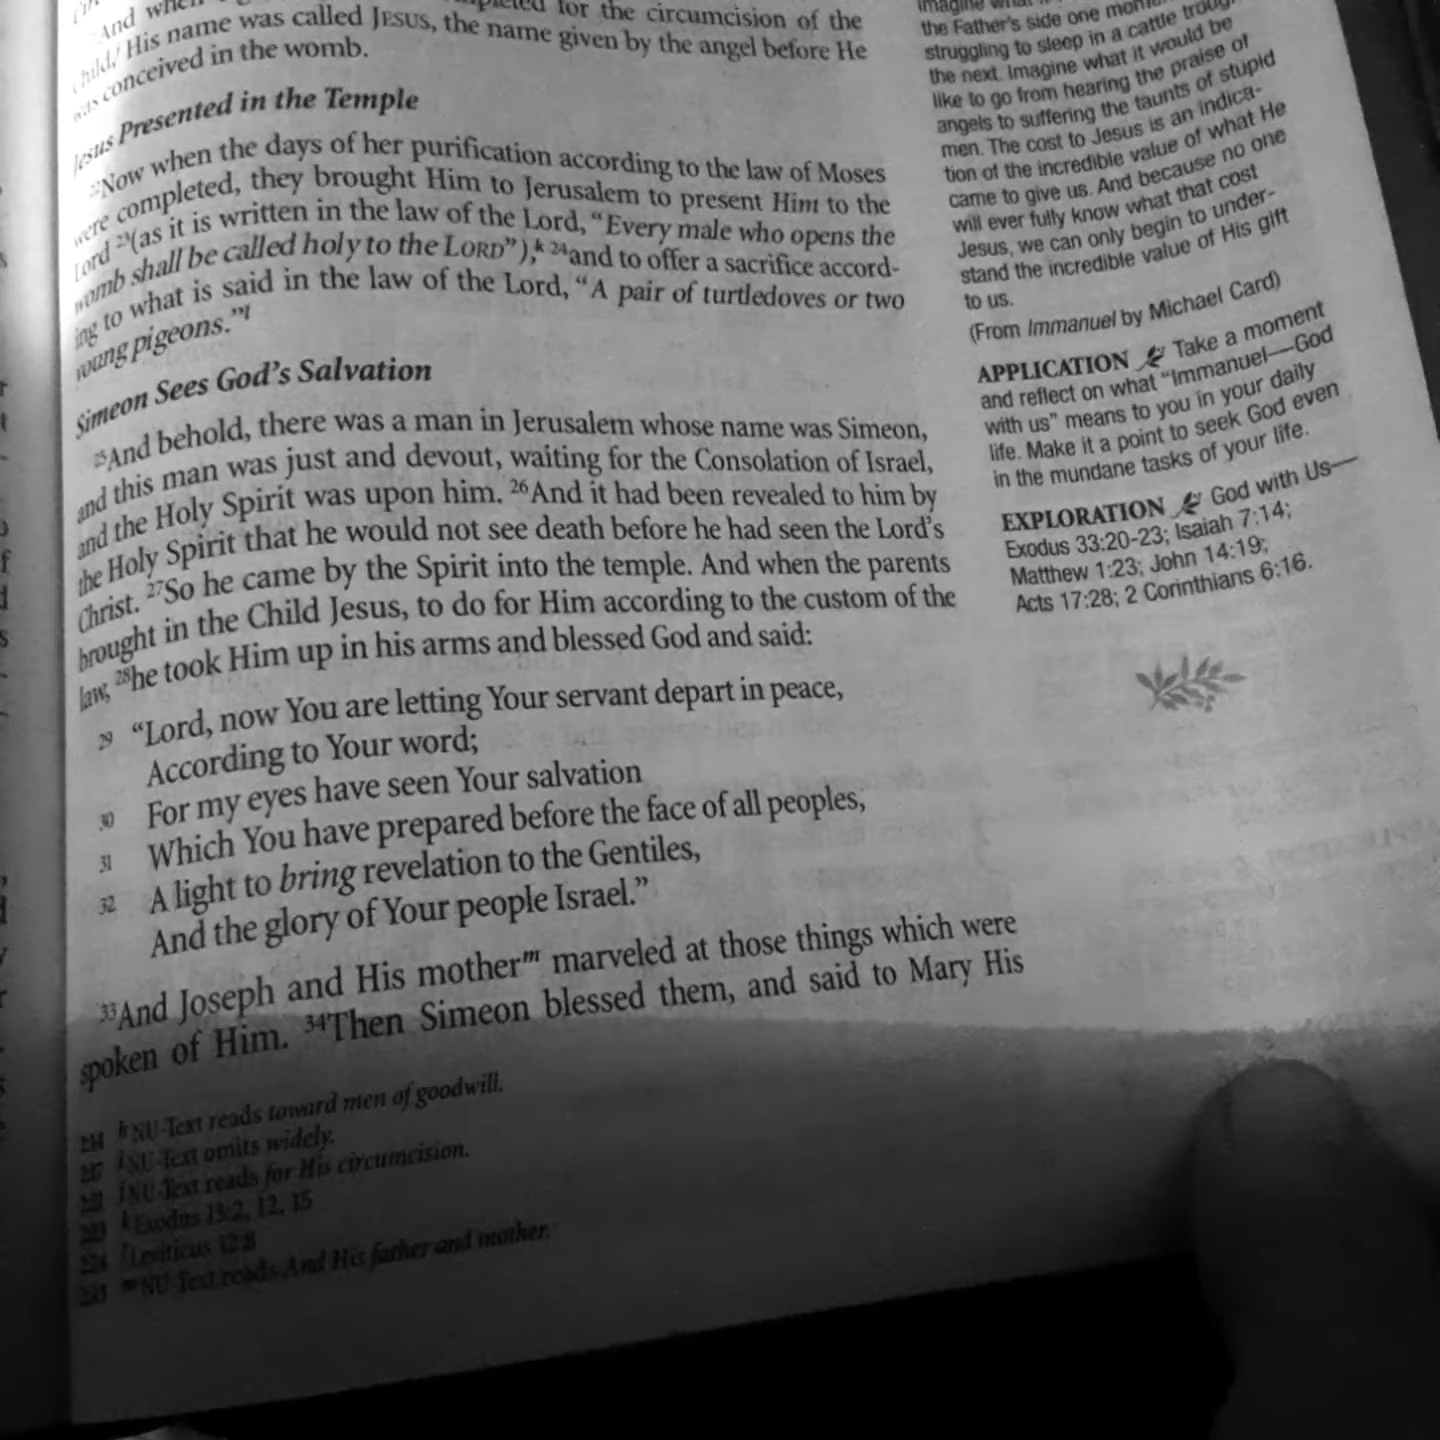 And when
pleted for the circumcision of the
Child, His name was called JESUS, the name given by the angel before He
was conceived in the womb.
Jesus Presented in the Temple
22Now when the days of her purification according to the law of Moses
were completed, they brought Him to Jerusalem to present Him to the
Lord 23(as it is written in the law of the Lord, “Every male who opens the
womb shall be called holy to the LORD”),k 24and to offer a sacrifice accord-
ing to what is said in the law of the Lord, “A pair of turtledoves or two
young pigeons.”l
Simeon Sees God’s Salvation
25And behold, there was a man in Jerusalem whose name was Simeon,
and this man was just and devout, waiting for the Consolation of Israel,
and the Holy Spirit was upon him. 26And it had been revealed to him by
the Holy Spirit that he would not see death before he had seen the Lord’s
Christ. 27So he came by the Spirit into the temple. And when the parents
brought in the Child Jesus, to do for Him according to the custom of the
law, 28he took Him up in his arms and blessed God and said:
29 “Lord, now You are letting Your servant depart in peace,
According to Your word;
30 For my eyes have seen Your salvation
31 Which You have prepared before the face of all peoples,
32 A light to bring revelation to the Gentiles,
And the glory of Your people Israel.”
33And Joseph and His motherm marveled at those things which were
spoken of Him. 34Then Simeon blessed them, and said to Mary His
2:14 h NU-Text reads toward men of goodwill.
2:17 i NU-Text omits widely.
2:21 j NU-Text reads for His circumcision.
2:23 k Exodus 13:2, 12, 15
2:24 l Leviticus 12:8
2:33 m NU-Text reads And His father and mother.
the Father’s side one
struggling to sleep in a cattle
the next. Imagine what it would be
like to go from hearing the praise of
angels to suffering the taunts of stupid
men. The cost to Jesus is an indica-
tion of the incredible value of what He
came to give us. And because no one
will ever fully know what that cost
Jesus, we can only begin to under-
stand the incredible value of His gift
to us.
(From Immanuel by Michael Card)
APPLICATION Take a moment
and reflect on what “Immanuel—God
with us” means to you in your daily
life. Make it a point to seek God even
in the mundane tasks of your life.
EXPLORATION God with Us—
Exodus 33:20-23; Isaiah 7:14;
Matthew 1:23; John 14:19;
Acts 17:28; 2 Corinthians 6:16.